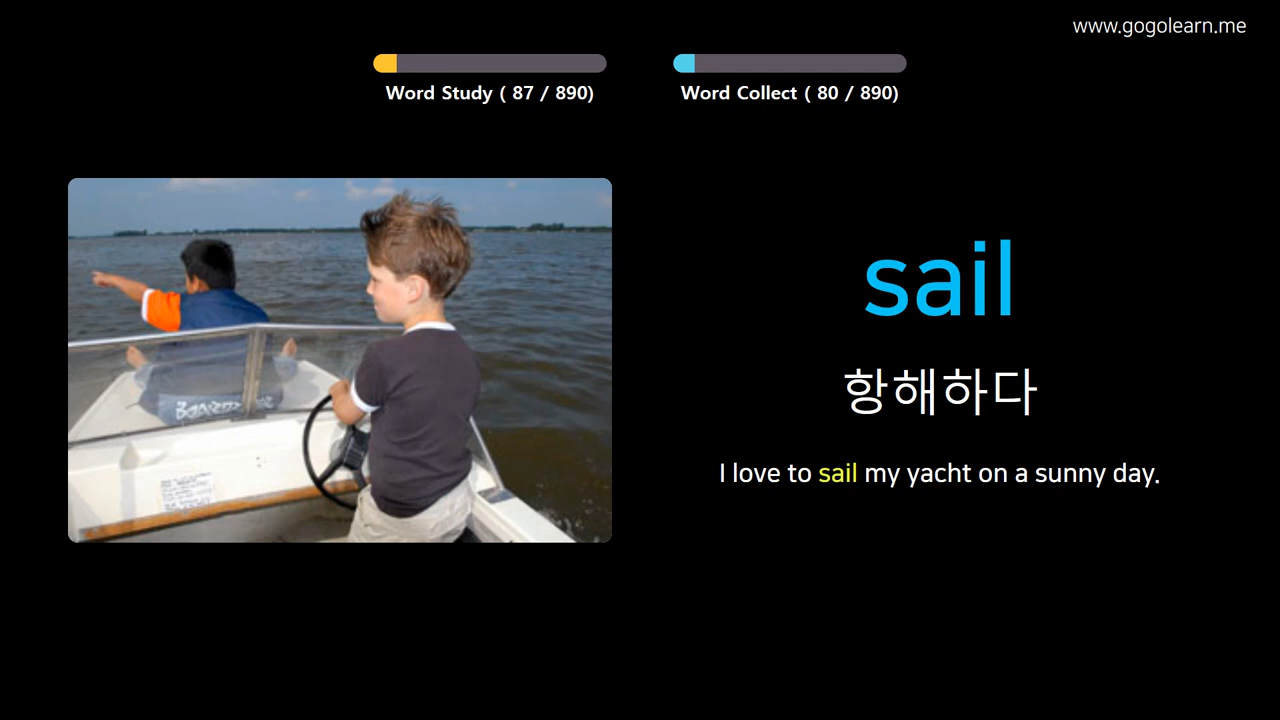 www.gogolearn.me
Word Study ( 87 / 890)
Word Collect ( 80 / 890)
sail
항해하다
I love to sail my yacht on a sunny day.